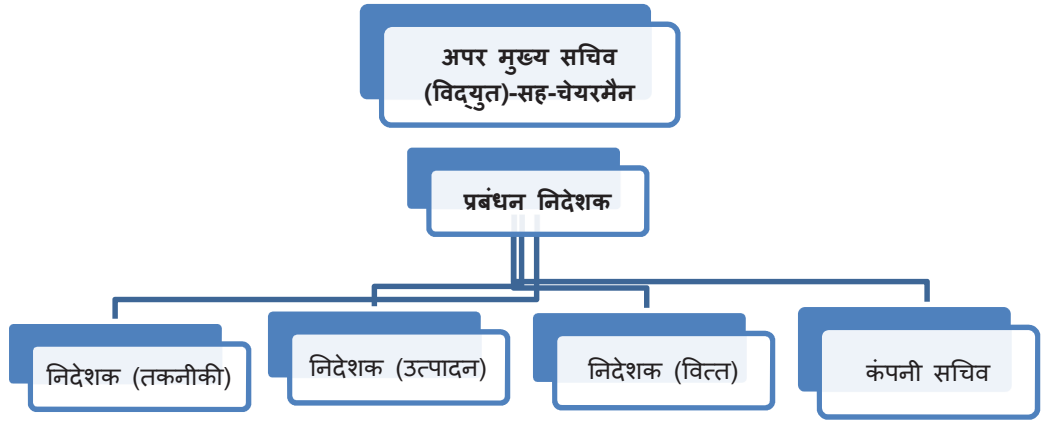 अपर मुख्य सचिव
(विद्युत)-सह-चेयरमैन
प्रबंधन निदेशक
निदेशक (तकनीकी)
निदेशक (उत्पादन)
निदेशक (वित्त)
कंपनी सचिव